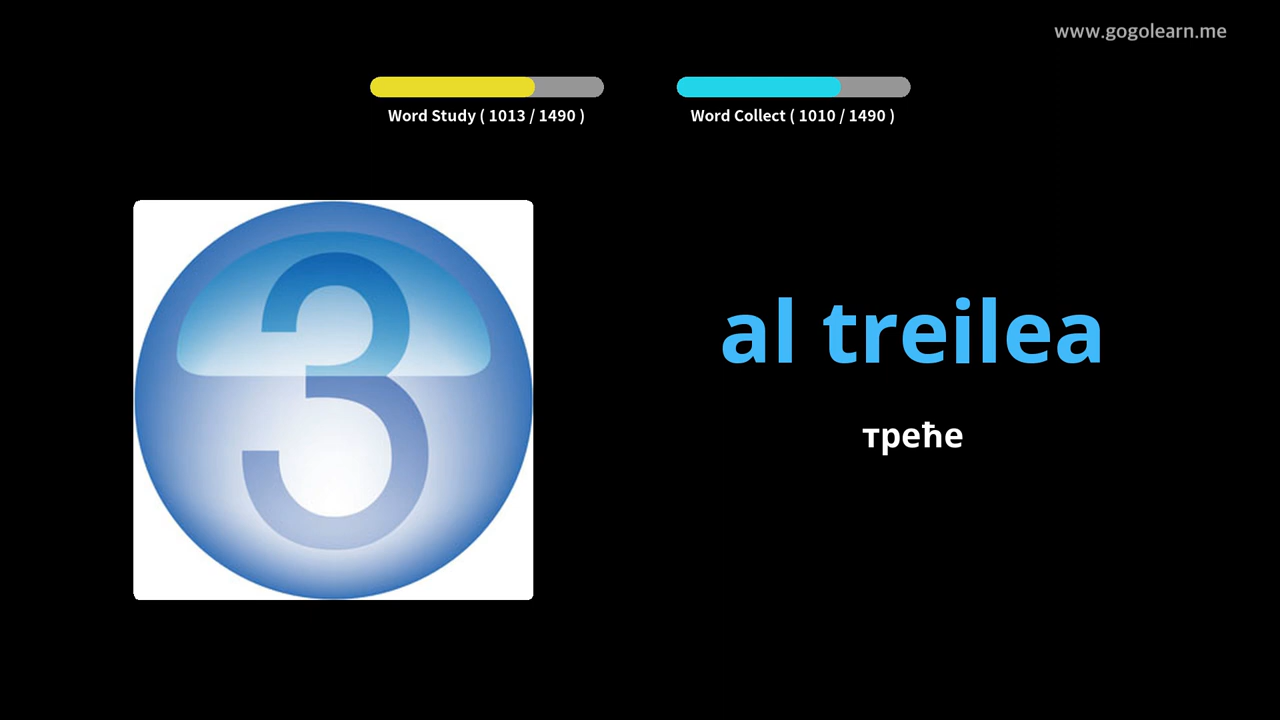 www.gogolearn.me
Word Study ( 1013 / 1490 )
Word Collect ( 1010 / 1490 )
3
al treilea
треће